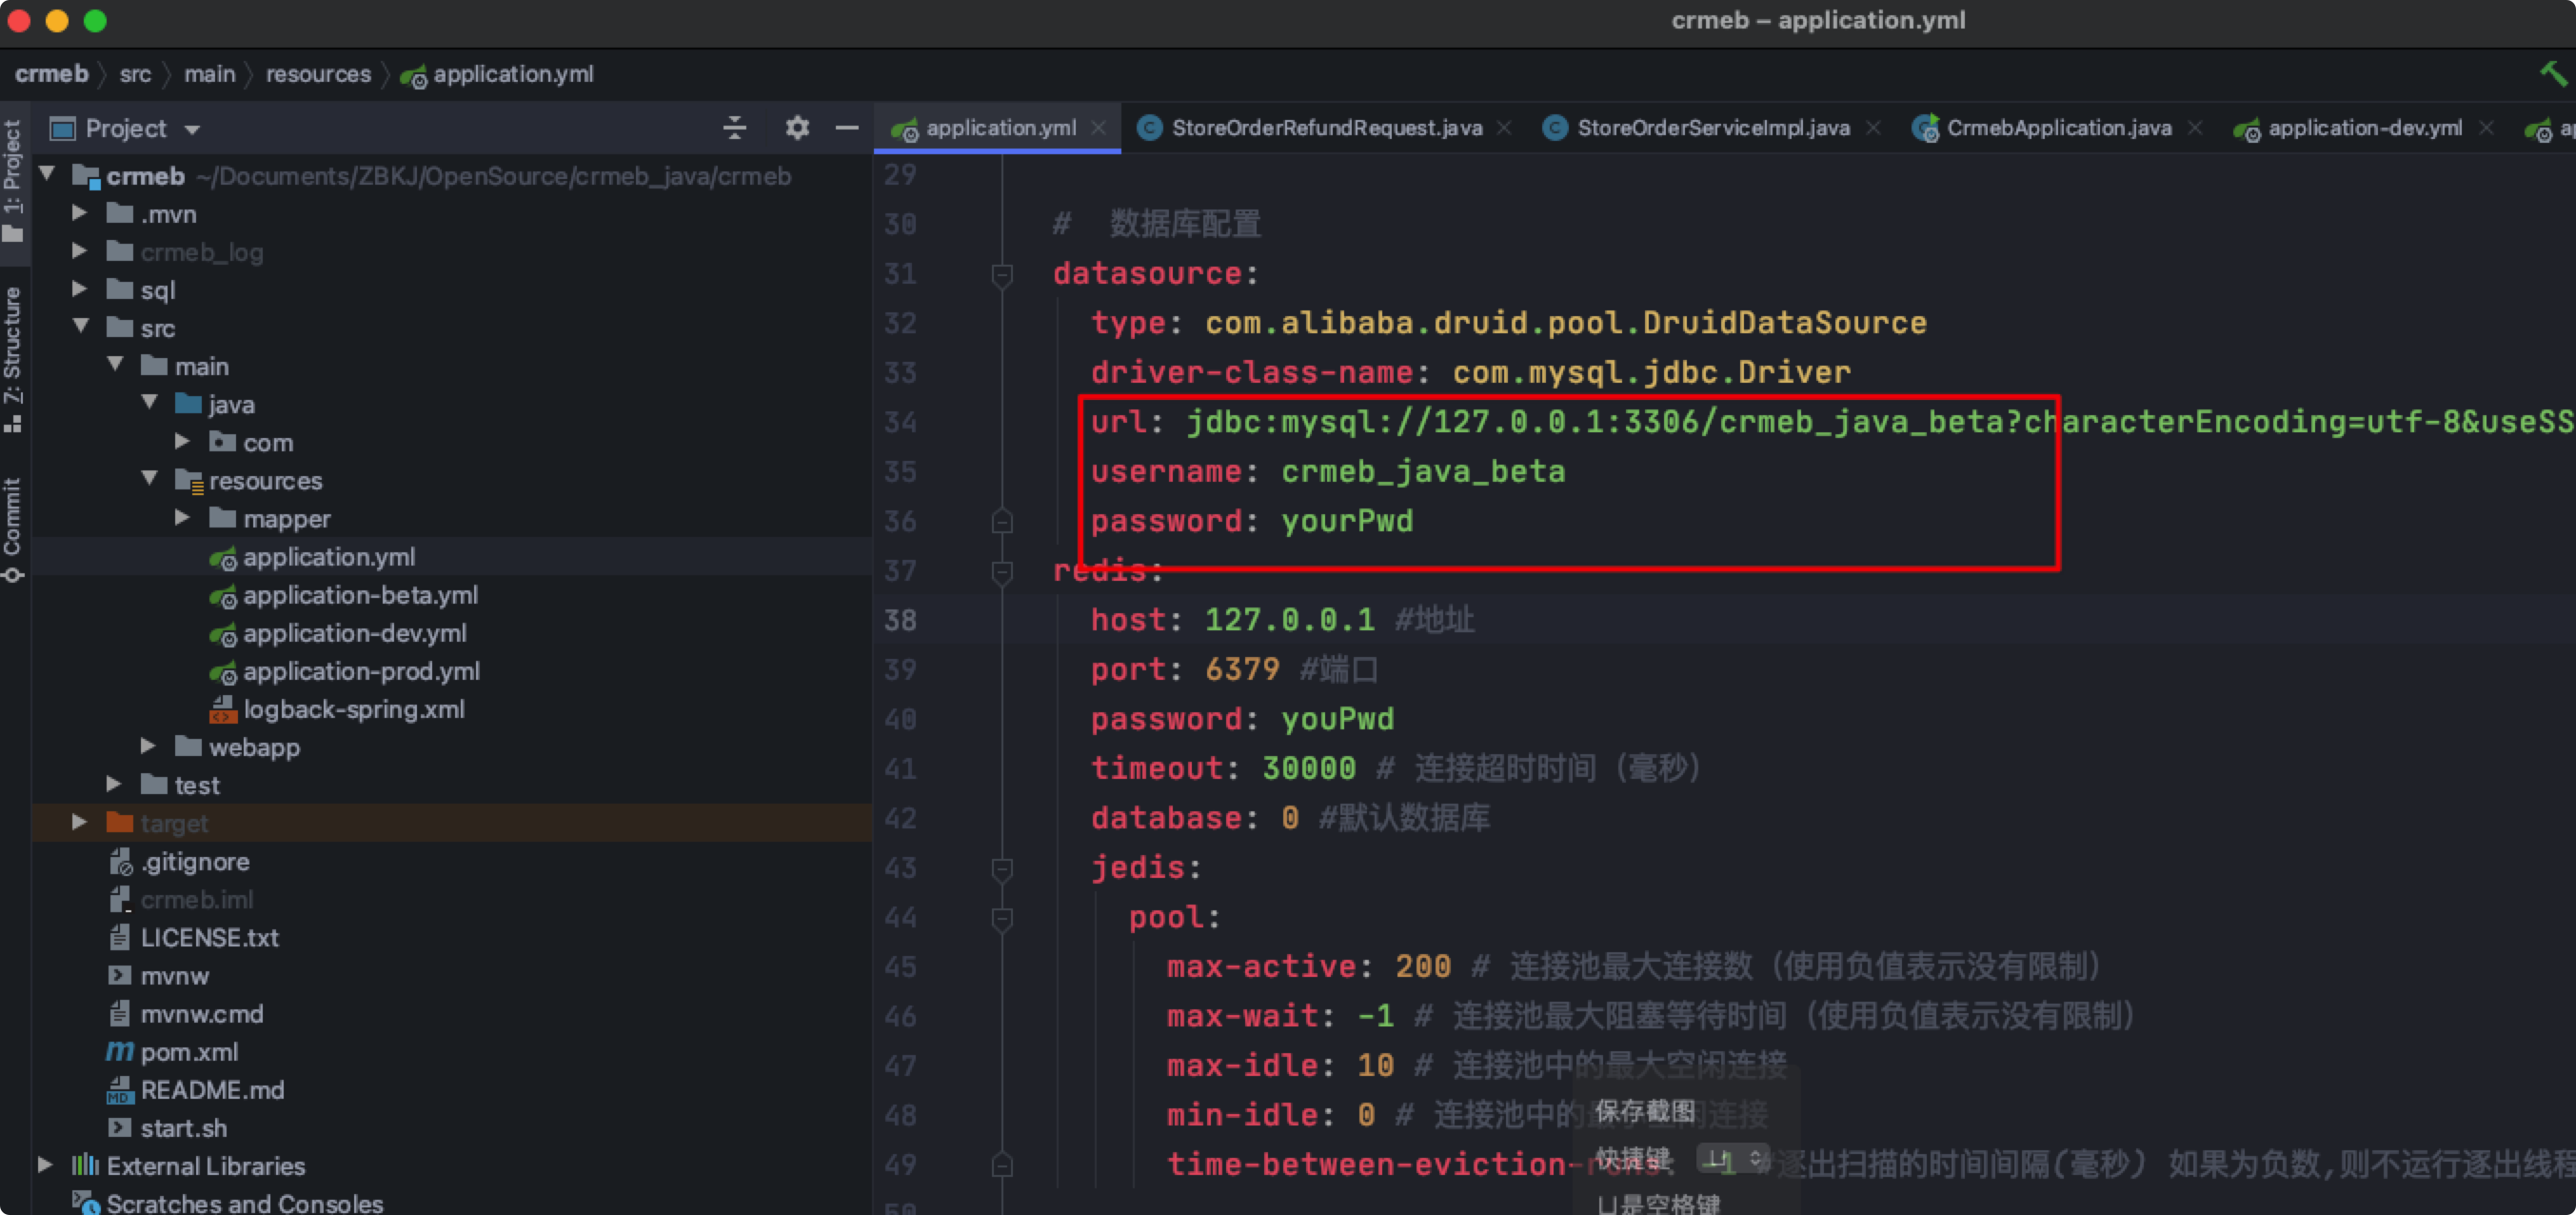 crmeb – application.yml
crmeb src main resources application.yml
1: Project
7: Structure
Commit
Project
crmeb ~/Documents/ZBKJ/OpenSource/crmeb_java/crmeb
.mvn
crmeb_log
sql
src
main
java
com
resources
mapper
application.yml
application-beta.yml
application-dev.yml
application-prod.yml
logback-spring.xml
webapp
test
target
.gitignore
crmeb.iml
LICENSE.txt
mvnw
mvnw.cmd
pom.xml
README.md
start.sh
External Libraries
Scratches and Consoles
application.yml StoreOrderRefundRequest.java StoreOrderServiceImpl.java CrmebApplication.java application-dev.yml
29
30 # 数据库配置
31 datasource:
32 type: com.alibaba.druid.pool.DruidDataSource
33 driver-class-name: com.mysql.jdbc.Driver
34 url: jdbc:mysql://127.0.0.1:3306/crmeb_java_beta?characterEncoding=utf-8&useSS
35 username: crmeb_java_beta
36 password: yourPwd
37 redis:
38 host: 127.0.0.1 #地址
39 port: 6379 #端口
40 password: youPwd
41 timeout: 30000 # 连接超时时间（毫秒）
42 database: 0 #默认数据库
43 jedis:
44 pool:
45 max-active: 200 # 连接池最大连接数（使用负值表示没有限制）
46 max-wait: -1 # 连接池最大阻塞等待时间（使用负值表示没有限制）
47 max-idle: 10 # 连接池中的最大空闲连接
48 min-idle: 0 # 连接池中的最小空闲连接
49 time-between-eviction-runs: -1 #逐出扫描的时间间隔(毫秒) 如果为负数,则不运行逐出线程
50
保存截图
快捷键
是空格键